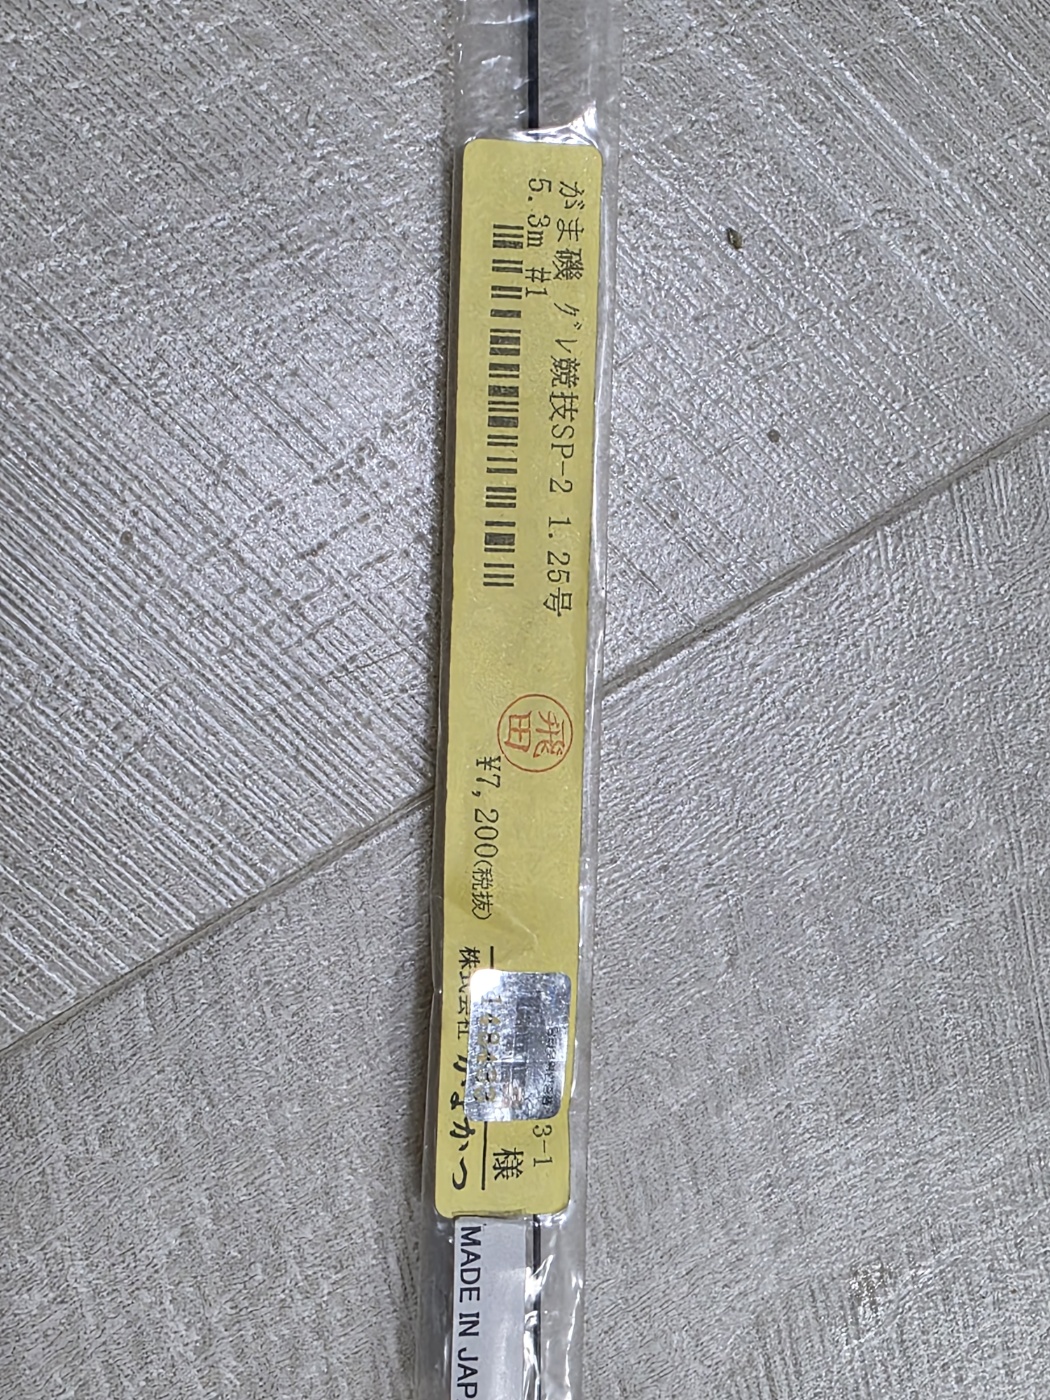 がま磯 グレ競技SP-2 1.25号
5.3m #1
飛田
¥7,200(税抜)
3-1
様
株式会社 がまかつ
MADE IN JAP